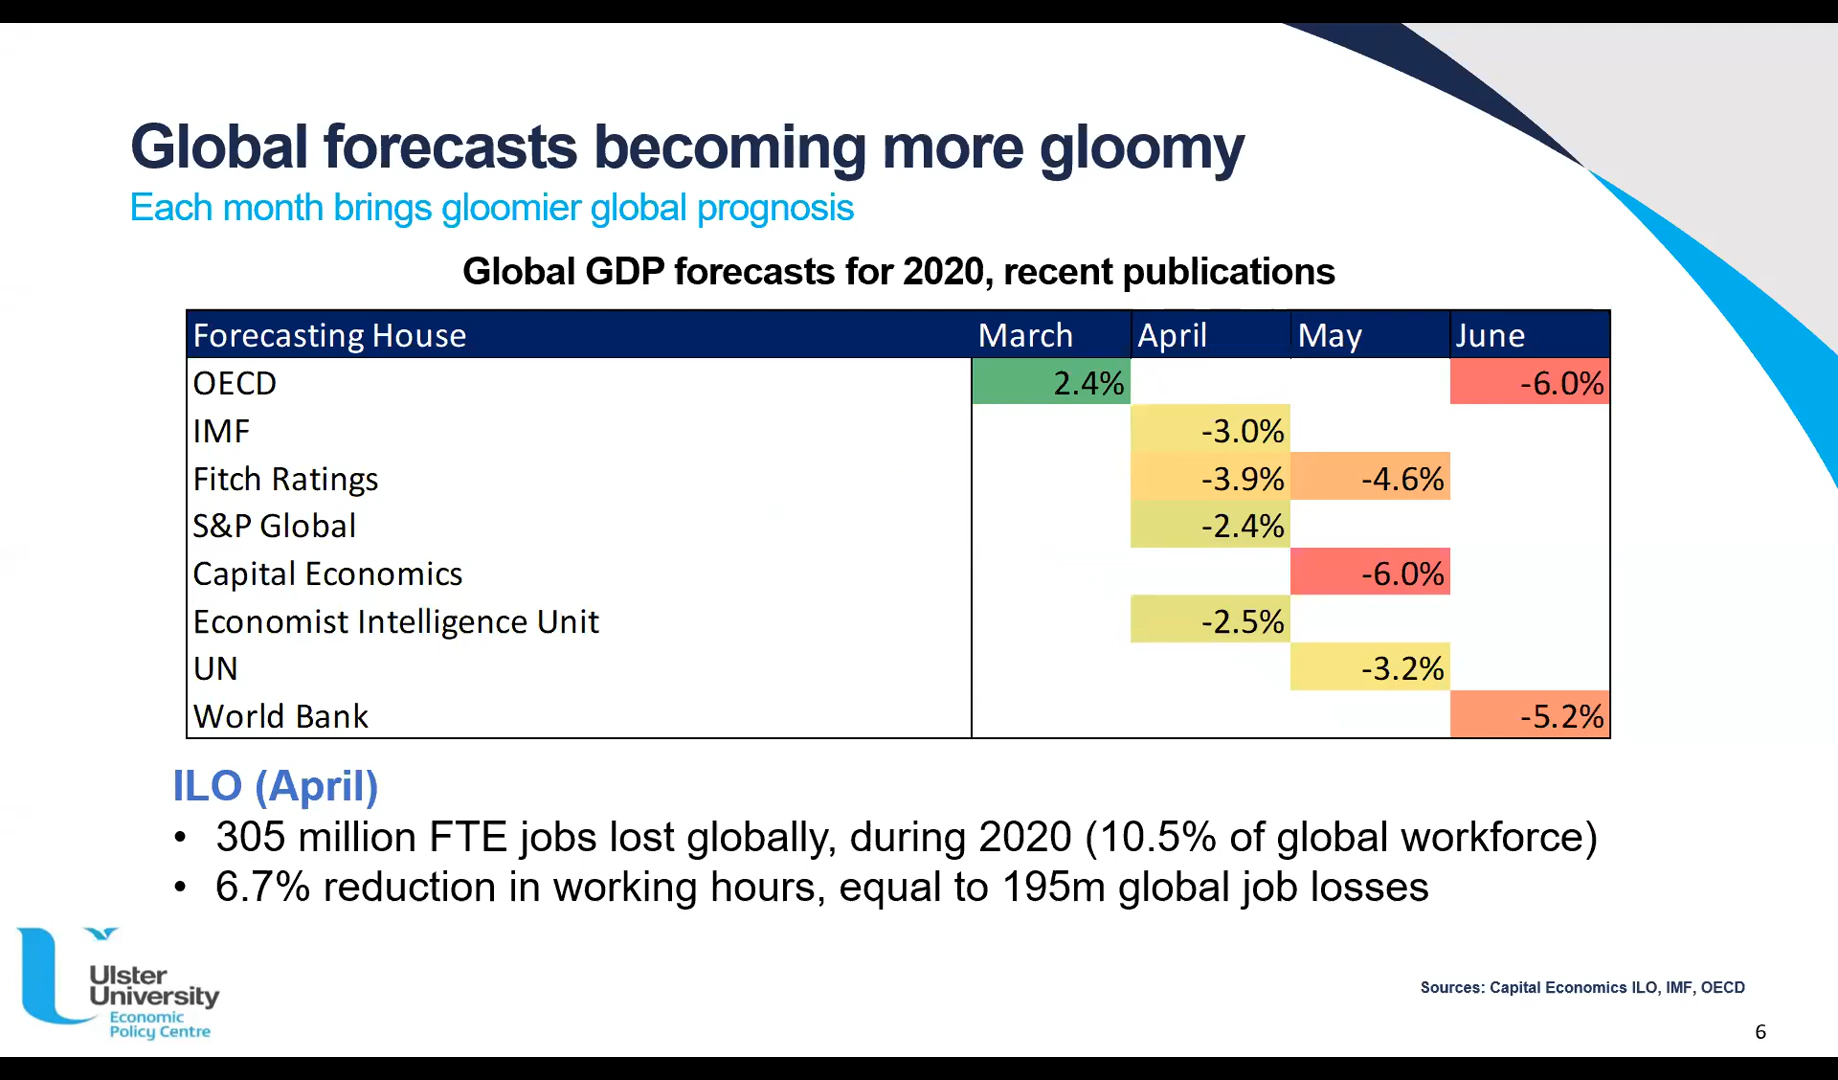 Global forecasts becoming more gloomy
Each month brings gloomier global prognosis
Global GDP forecasts for 2020, recent publications
Forecasting House March April May June
OECD 2.4% -6.0%
IMF -3.0%
Fitch Ratings -3.9% -4.6%
S&P Global -2.4%
Capital Economics -6.0%
Economist Intelligence Unit -2.5%
UN -3.2%
World Bank -5.2%
ILO (April)
• 305 million FTE jobs lost globally, during 2020 (10.5% of global workforce)
• 6.7% reduction in working hours, equal to 195m global job losses
Ulster
University
Economic
Policy Centre
Sources: Capital Economics ILO, IMF, OECD
6